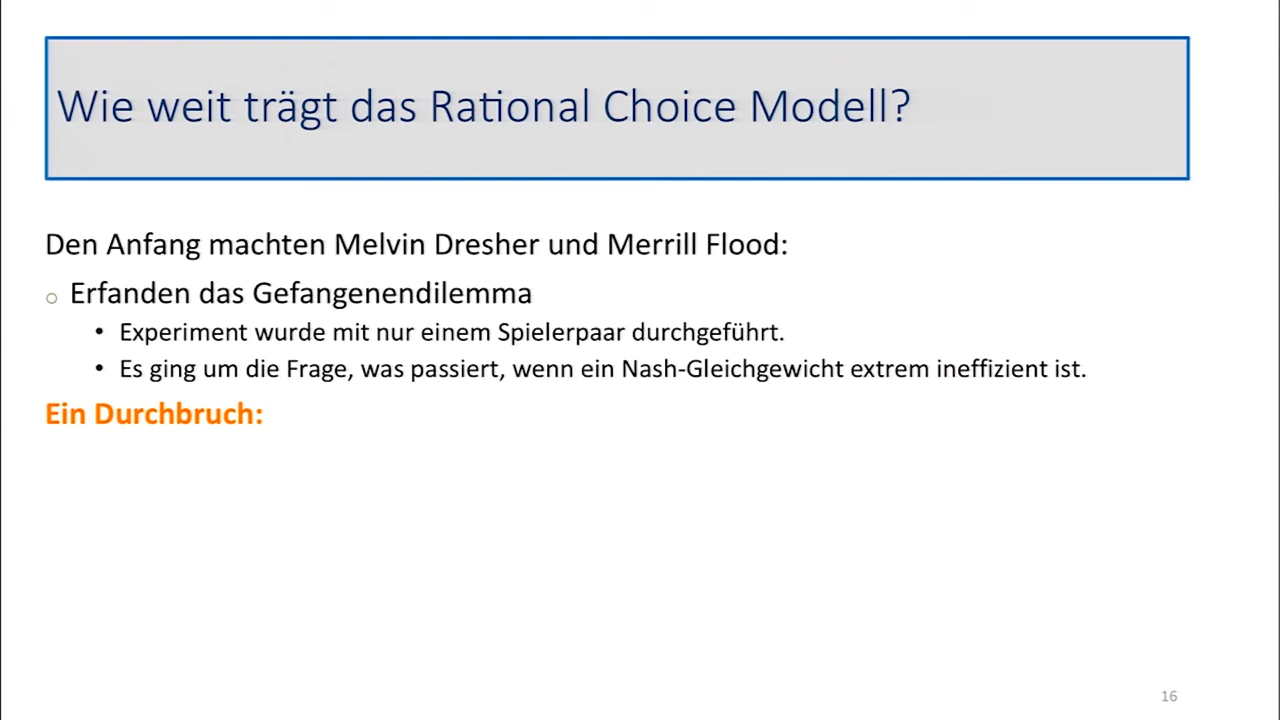 Wie weit trägt das Rational Choice Modell?
Den Anfang machten Melvin Dresher und Merrill Flood:
○ Erfanden das Gefangenendilemma
• Experiment wurde mit nur einem Spielerpaar durchgeführt.
• Es ging um die Frage, was passiert, wenn ein Nash-Gleichgewicht extrem ineffizient ist.
Ein Durchbruch:
16